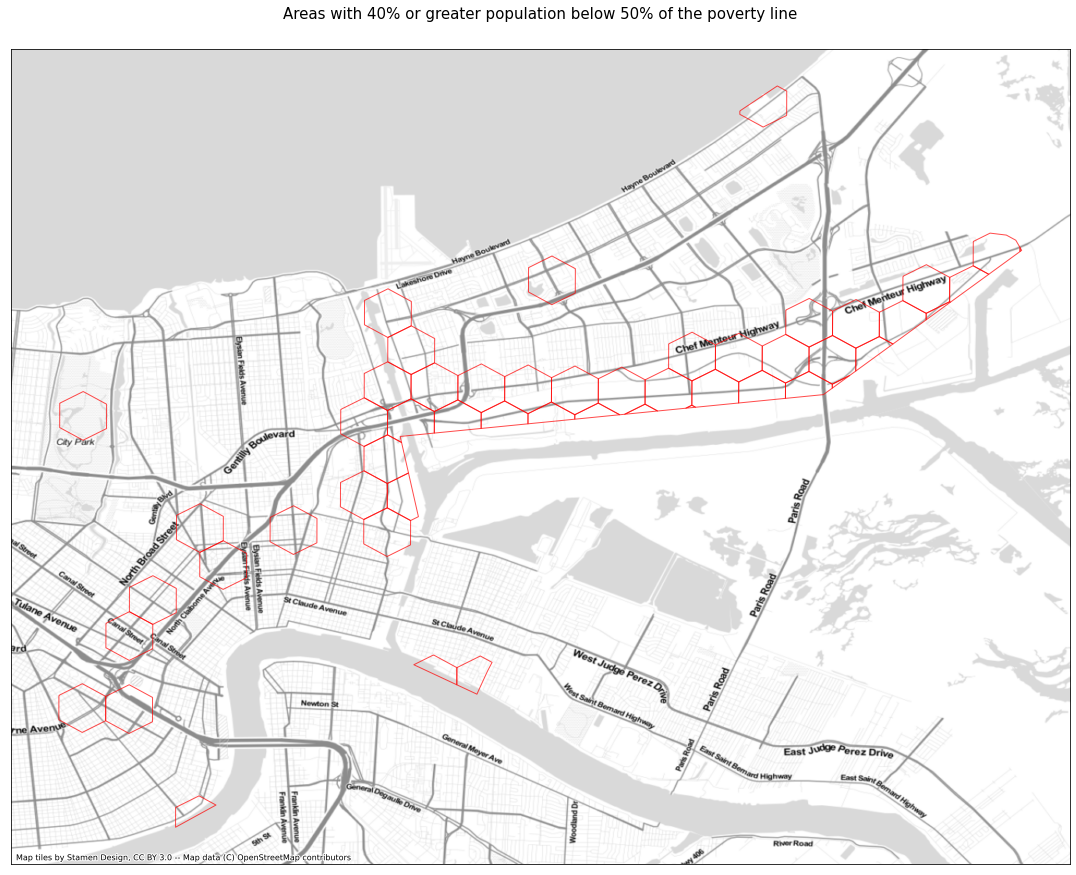 Areas with 40% or greater population below 50% of the poverty line
Hayne Boulevard
Hayne Boulevard
Lakeshore Drive
Chef Menteur Highway
Chef Menteur Highway
Elysian Fields Avenue
City Park
Gentilly Boulevard
Gentilly Blvd
North Broad Street
Paris Road
Elysian Fields Avenue
Elysian Fields Avenue
Canal Street
North Claiborne Avenue
Tulane Avenue
Canal Street
Canal Street
St Claude Avenue
St Claude Avenue
Paris Road
West Judge Perez Drive
West Saint Bernard Highway
Paris Road
Newton St
General Meyer Ave
Paris Road
East Judge Perez Drive
East Saint Bernard Highway
East Saint Bernard Highway
General Degaulle Drive
Franklin Avenue
Franklin Avenue
Woodland Dr
5th St
River Road
Map tiles by Stamen Design, CC BY 3.0 -- Map data (C) OpenStreetMap contributors